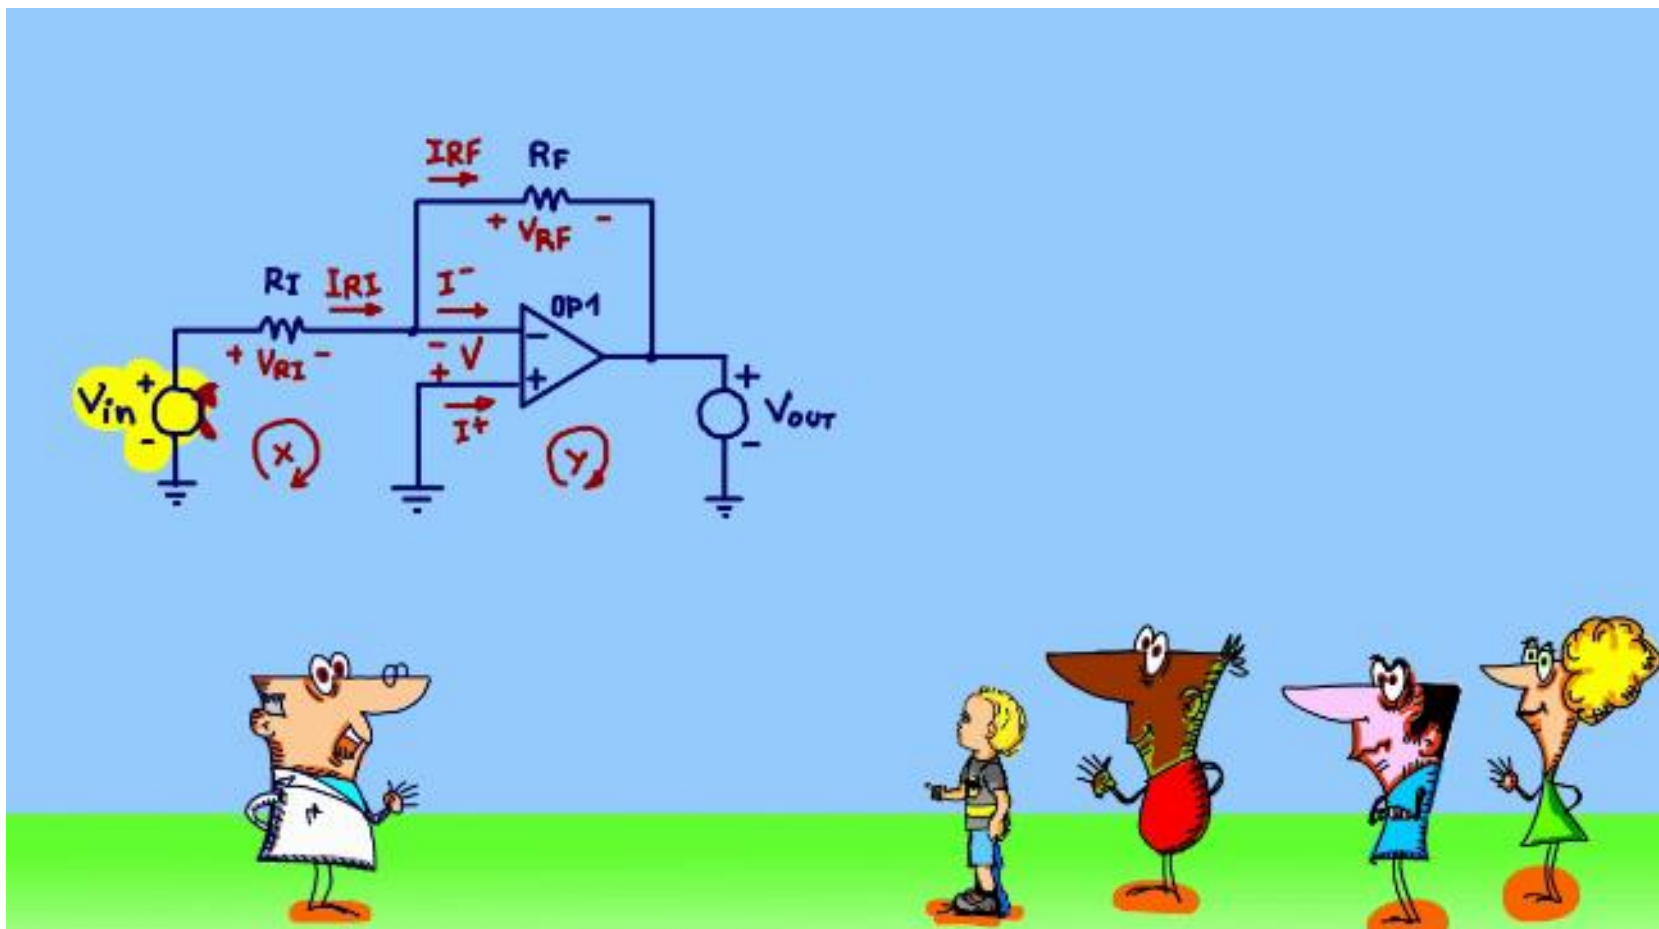 IRF
RF
+ VRF -
RI
IRI
I-
OP1
+ VRI -
- V +
-
+
Vin
+
-
I+
X
Y
+
VOUT
-